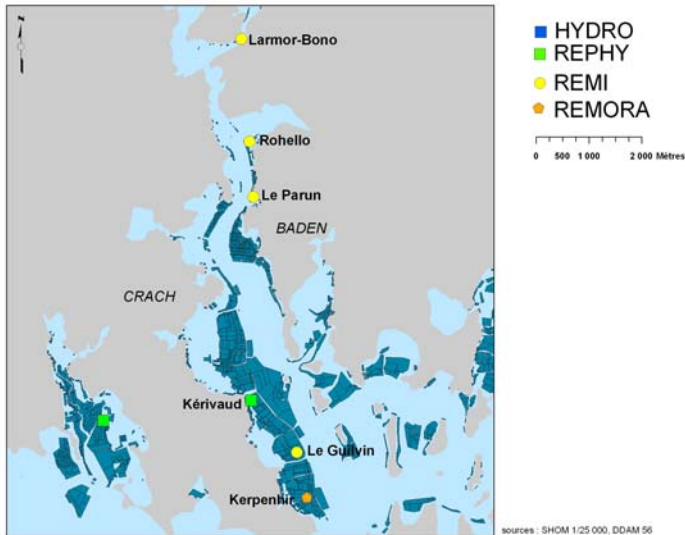 N
Larmor-Bono
Rohello
Le Parun
BADEN
CRACH
Kérivaud
Le Guilvin
Kerpenhir
HYDRO
REPHY
REMI
REMORA
0 500 1 000 2 000 Mètres
sources : SHOM 1/25 000, DDAM 56